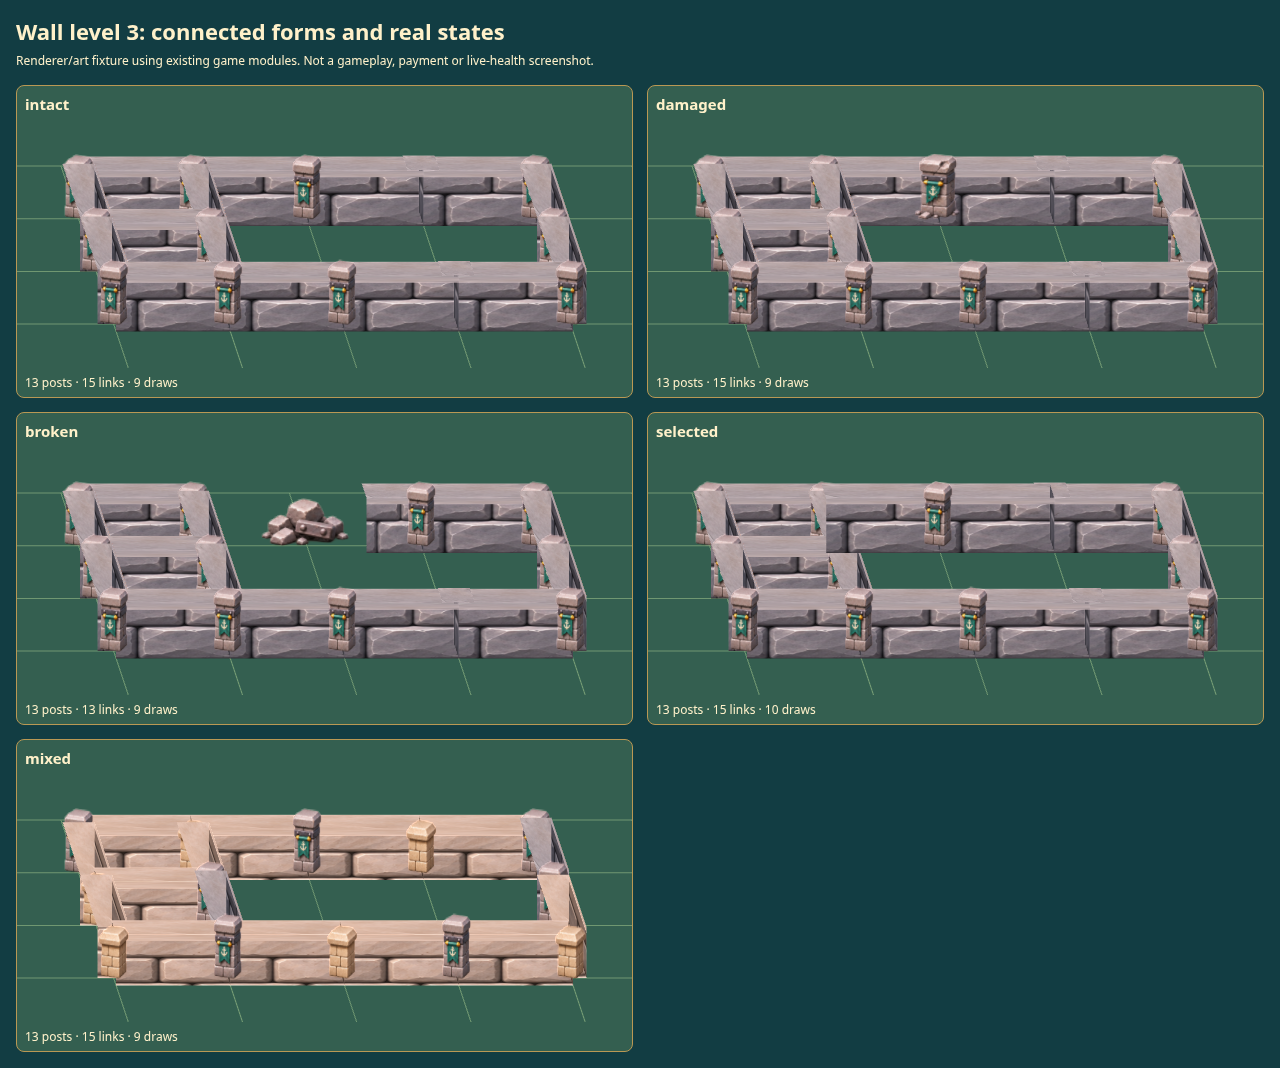 Wall level 3: connected forms and real states
Renderer/art fixture using existing game modules. Not a gameplay, payment or live-health screenshot.
intact
13 posts · 15 links · 9 draws
damaged
13 posts · 15 links · 9 draws
broken
13 posts · 13 links · 9 draws
selected
13 posts · 15 links · 10 draws
mixed
13 posts · 15 links · 9 draws